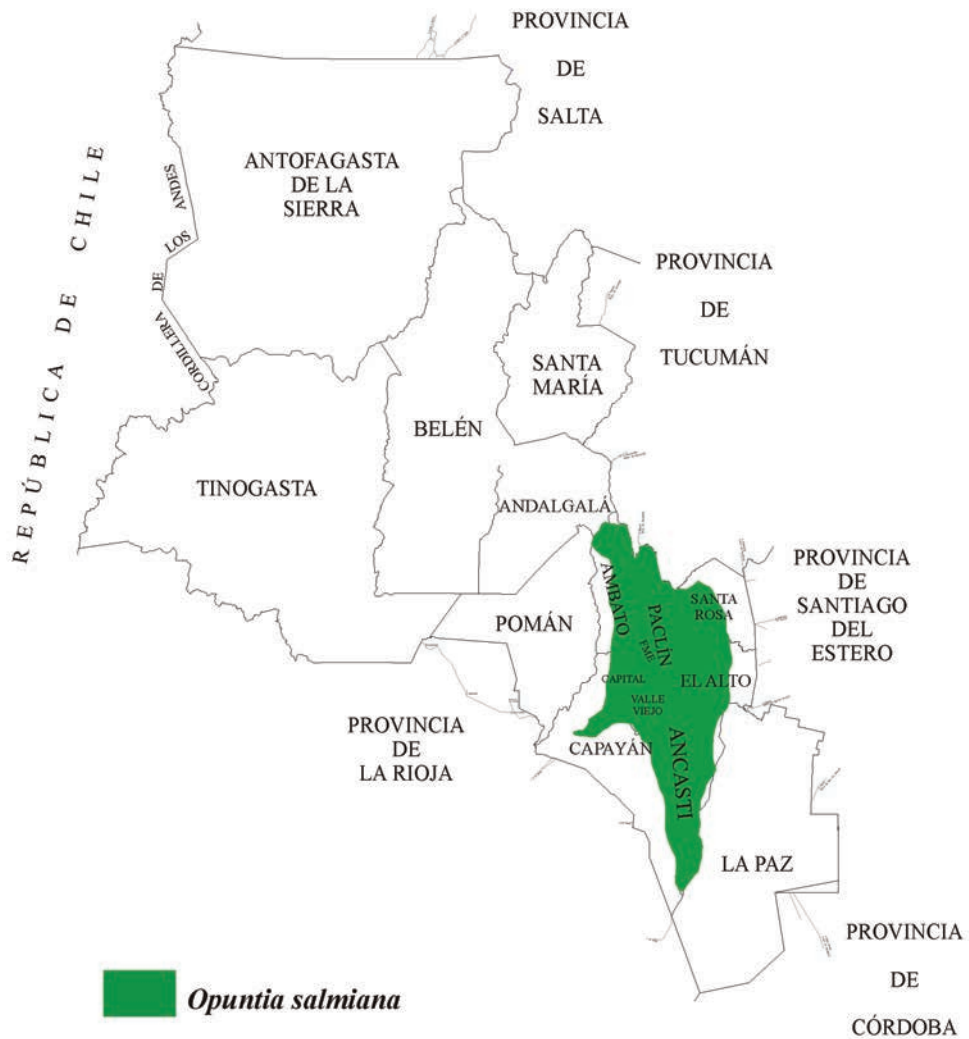 PROVINCIA
DE
SALTA
ANTOFAGASTA
DE LA
SIERRA
REPÚBLICA DE CHILE
CORDILLERA DE LOS ANDES
PROVINCIA
DE
TUCUMÁN
SANTA
MARÍA
BELÉN
TINOGASTA
ANDALGALÁ
PROVINCIA
DE
SANTIAGO
DEL
ESTERO
AMBATO
PACLÍN
SANTA
ROSA
POMÁN
FME
CAPITAL
EL ALTO
VALLE
VIEJO
PROVINCIA
DE
LA RIOJA
CAPAYÁN
ANCASTI
LA PAZ
PROVINCIA
DE
CÓRDOBA
Opuntia salmiana